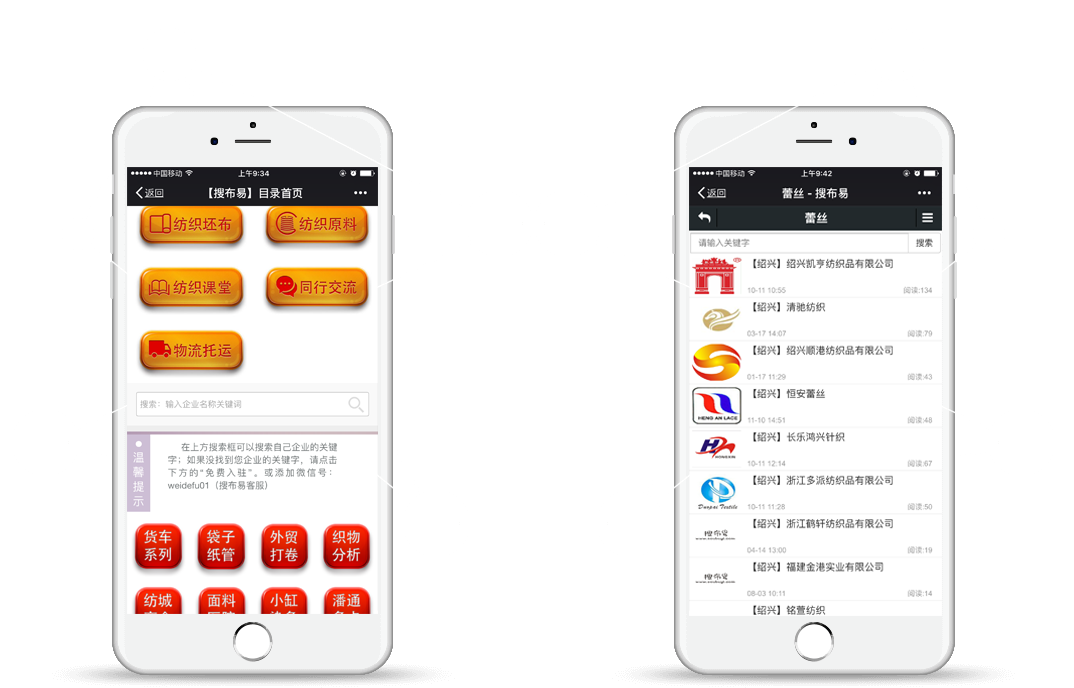 中国移动 上午9:34
返回 【搜布易】目录首页
纺织坯布 纺织原料
纺织课堂 同行交流
物流托运
搜索：输入企业名称关键词
温馨提示
在上方搜索框可以搜索自己企业的关键
字；如果没找到您企业的关键字，请点击
下方的“免费入驻”。或添加微信号：
weidefu01（搜布易客服）
货车系列 袋子纸管 外贸打卷 织物分析
纺城 面料 小缸 潘通
中国移动 上午9:42
返回 蕾丝 - 搜布易
蕾丝
请输入关键字 搜索
【绍兴】绍兴凯亨纺织品有限公司
10-11 10:55 阅读:134
【绍兴】清驰纺织
03-17 14:07 阅读:79
【绍兴】绍兴顺港纺织品有限公司
01-17 11:29 阅读:43
HENG AN LACE
【绍兴】恒安蕾丝
11-10 14:51 阅读:48
HONGXIN
【绍兴】长乐鸿兴针织
10-11 12:14 阅读:67
Duopai Textile
【绍兴】浙江多派纺织品有限公司
10-11 11:28 阅读:50
搜布易
【绍兴】浙江鹤轩纺织品有限公司
04-14 13:00 阅读:19
搜布易
【绍兴】福建金港实业有限公司
08-03 10:11 阅读:14
【绍兴】铭萱纺织